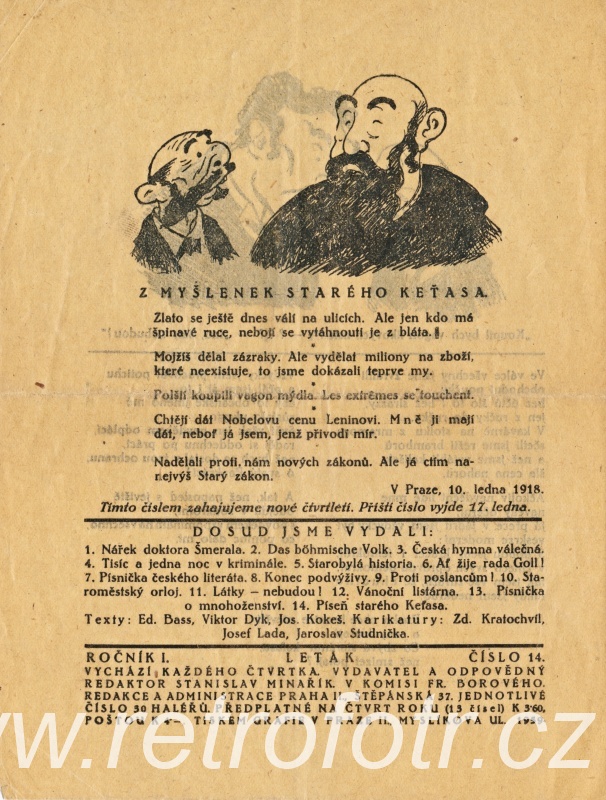 Z MYŠLENEK STARÉHO KEŤASA.
Zlato se ještě dnes válí na ulicích. Ale jen kdo má
špinavé ruce, nebojí se vytáhnouti je z bláta.
*
Mojžíš dělal zázraky. Ale vydělat miliony na zboží,
které neexistuje, to jsme dokázali teprve my.
*
Polští koupili vagon mýdla. Les extrêmes se touchent.
*
Chtějí dát Nobelovu cenu Leninovi. Mně ji mají
dát, neboť já jsem, jenž přivodí mír.
*
Nadělali proti nám nových zákonů. Ale já ctím na-
nejvýš Starý zákon.
V Praze, 10. ledna 1918.
Tímto číslem zahajujeme nové čtvrtletí. Příští číslo vyjde 17. ledna.
DOSUD JSME VYDALI:
1. Nářek doktora Šmerala. 2. Das böhmische Volk. 3. Česká hymna válečná.
4. Tisíc a jedna noc v kriminále. 5. Starobylá historia. 6. Ať žije rada Goll!
7. Písnička českého literáta. 8. Konec podvýživy. 9. Proti poslancům! 10. Sta-
roměstský orloj. 11. Látky – nebudou! 12. Vánoční listárna. 13. Písnička
o mnohoženství. 14. Píseň starého Keťasa.
Texty: Ed. Bass, Viktor Dyk, Jos. Kokeš. Karikatury: Zd. Kratochvíl,
Josef Lada, Jaroslav Studnička.
ROČNÍK I. LETÁK ČÍSLO 14.
VYCHÁZÍ KAŽDÉHO ČTVRTKA. VYDAVATEL A ODPOVĚDNÝ
REDAKTOR STANISLAV MINAŘÍK. V KOMISI FR. BOROVÉHO.
REDAKCE A ADMINISTRACE PRAHA II. ŠTĚPÁNSKÁ 37. JEDNOTLIVÉ
ČÍSLO 30 HALÉŘŮ. PŘEDPLATNÉ NA ČTVRT ROKU (13 čísel) K 3·60,
POŠTOU K 4·–. TISKEM GRAFIE V PRAZE II. MYSLÍKOVA UL. 1959.
www.retrofotr.cz